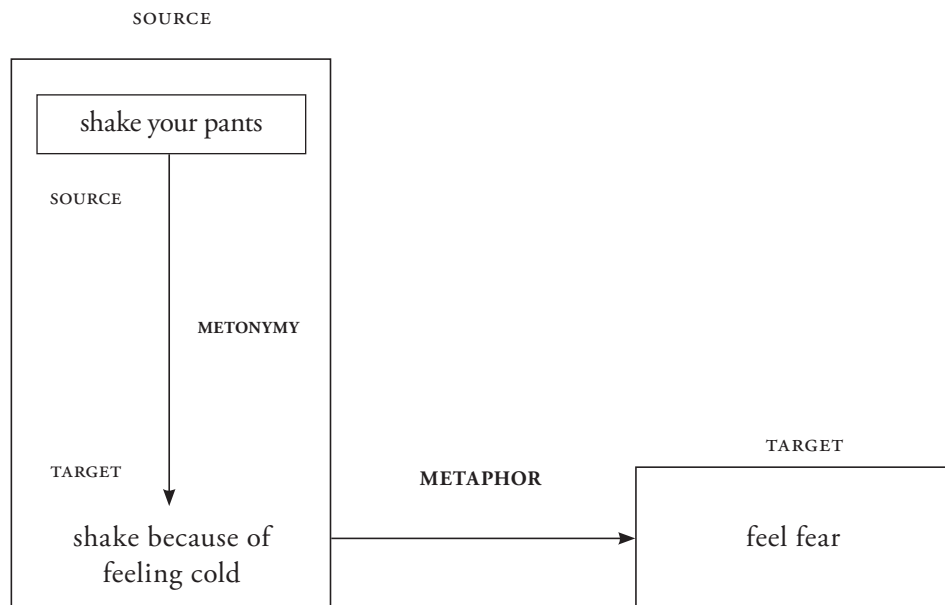 SOURCE
shake your pants
SOURCE
METONYMY
TARGET
shake because of
feeling cold
METAPHOR
TARGET
feel fear